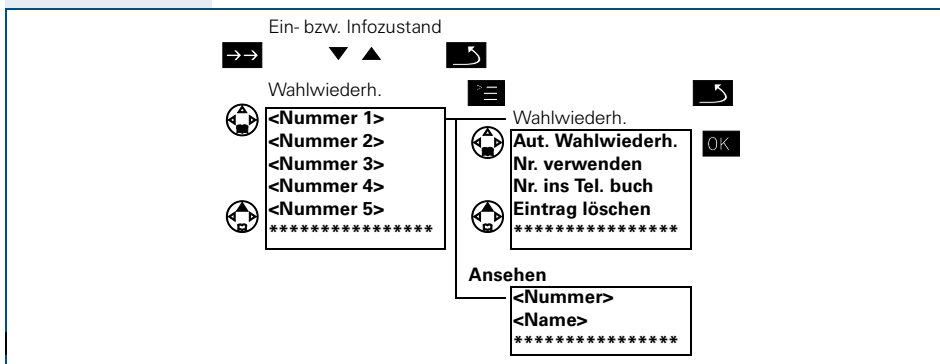 Ein- bzw. Infozustand
→→ ▼ ▲
Wahlwiederh.
<Nummer 1>
<Nummer 2>
<Nummer 3>
<Nummer 4>
<Nummer 5>
****************
Wahlwiederh.
Aut. Wahlwiederh.
Nr. verwenden
Nr. ins Tel. buch
Eintrag löschen
****************
OK
Ansehen
<Nummer>
<Name>
****************